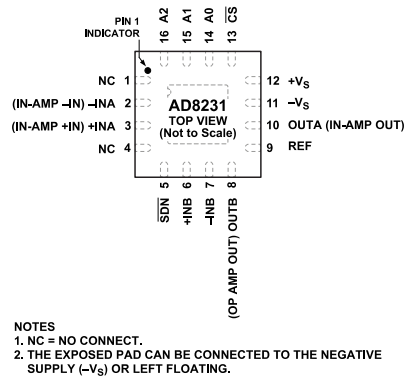 PIN 1
INDICATOR
16 A2
15 A1
14 A0
13 CS
NC 1
(IN-AMP –IN) –INA 2
(IN-AMP +IN) +INA 3
NC 4
AD8231
TOP VIEW
(Not to Scale)
12 +VS
11 –VS
10 OUTA (IN-AMP OUT)
9 REF
SDN 5
+INB 6
–INB 7
(OP AMP OUT) OUTB 8
NOTES
1. NC = NO CONNECT.
2. THE EXPOSED PAD CAN BE CONNECTED TO THE NEGATIVE
SUPPLY (–VS) OR LEFT FLOATING.